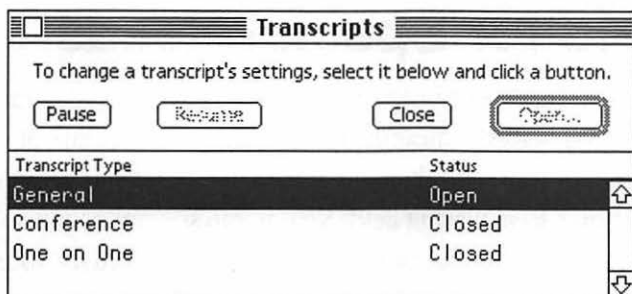 Transcripts
To change a transcript's settings, select it below and click a button.
Pause Resume Close Open...
Transcript Type Status
General Open
Conference Closed
One on One Closed